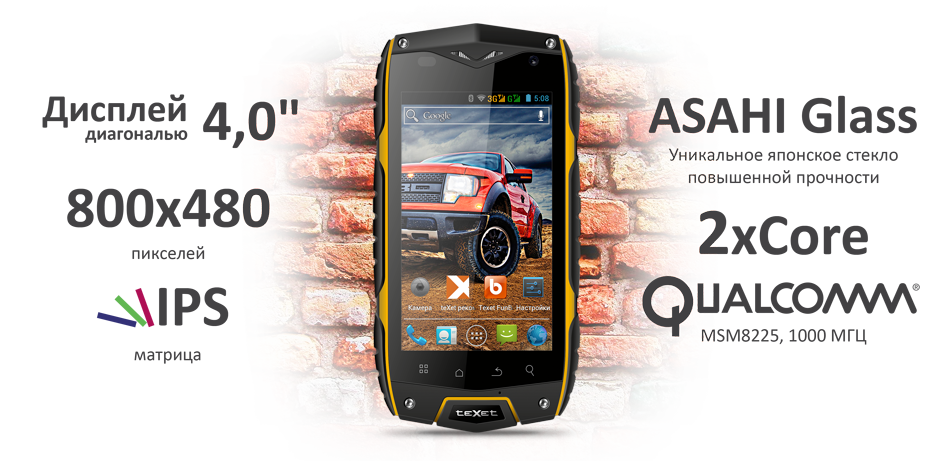 Дисплей
диагональю
4,0"
800x480
пикселей
IPS
матрица
3G G 5:08
Google
Камера teXet реко Texet FunE Настройки
teXet
ASAHI Glass
Уникальное японское стекло
повышенной прочности
2xCore
QUALCOMM®
MSM8225, 1000 МГЦ